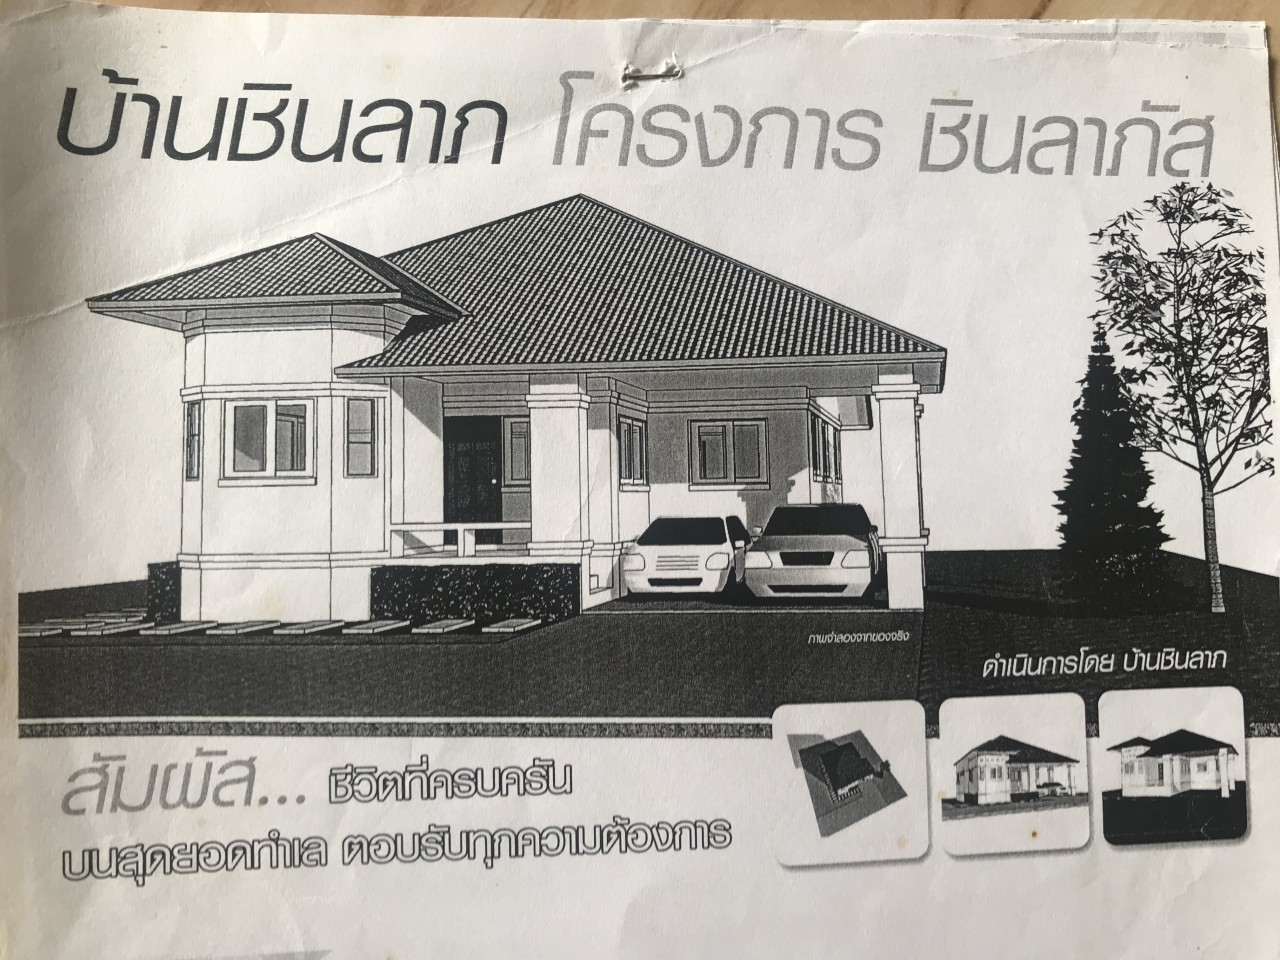 บ้านชินลาภ โครงการ ชินลาภัส
ภาพจำลองจากของจริง
ดำเนินการโดย บ้านชินลาภ
สัมผัส... ชีวิตที่ครบครัน
บนสุดยอดทำเล ตอบรับทุกความต้องการ